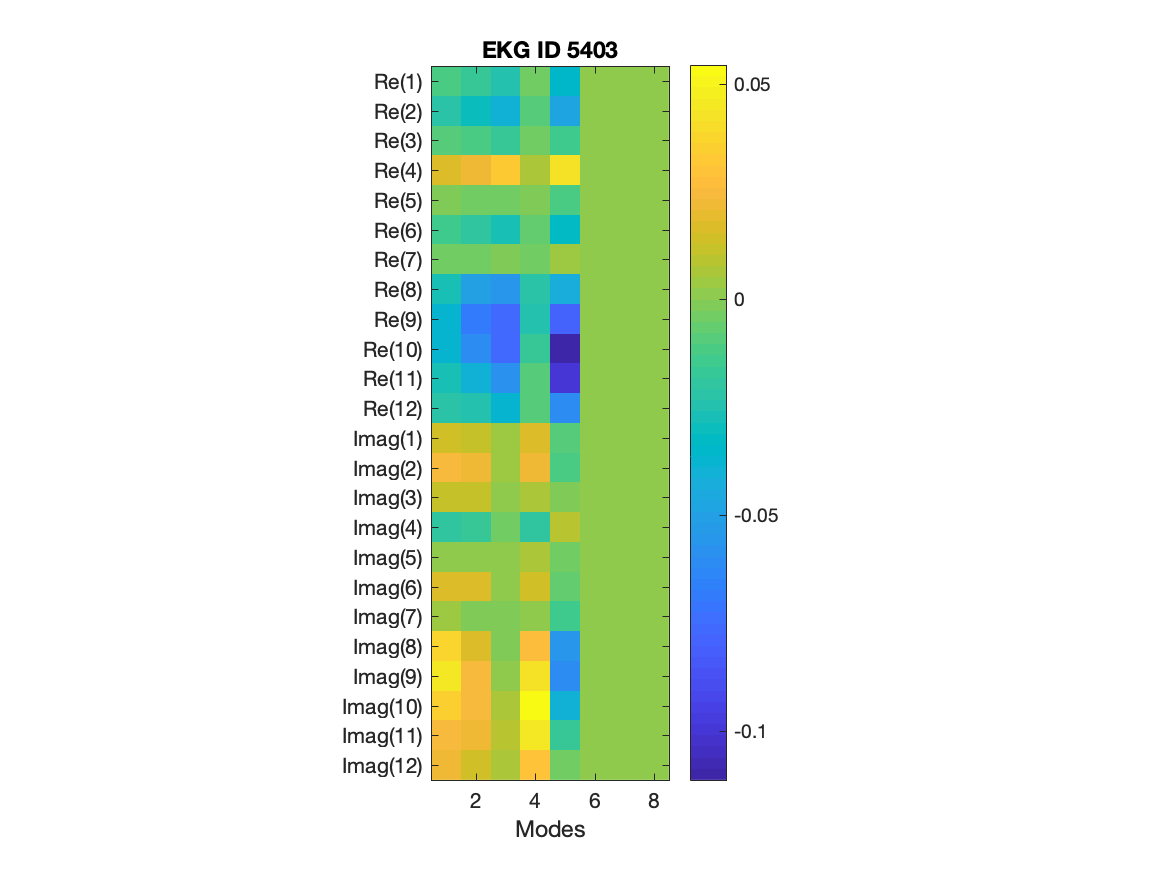 EKG ID 5403
Re(1)
Re(2)
Re(3)
Re(4)
Re(5)
Re(6)
Re(7)
Re(8)
Re(9)
Re(10)
Re(11)
Re(12)
Imag(1)
Imag(2)
Imag(3)
Imag(4)
Imag(5)
Imag(6)
Imag(7)
Imag(8)
Imag(9)
Imag(10)
Imag(11)
Imag(12)
2 4 6 8
Modes
0.05
0
-0.05
-0.1